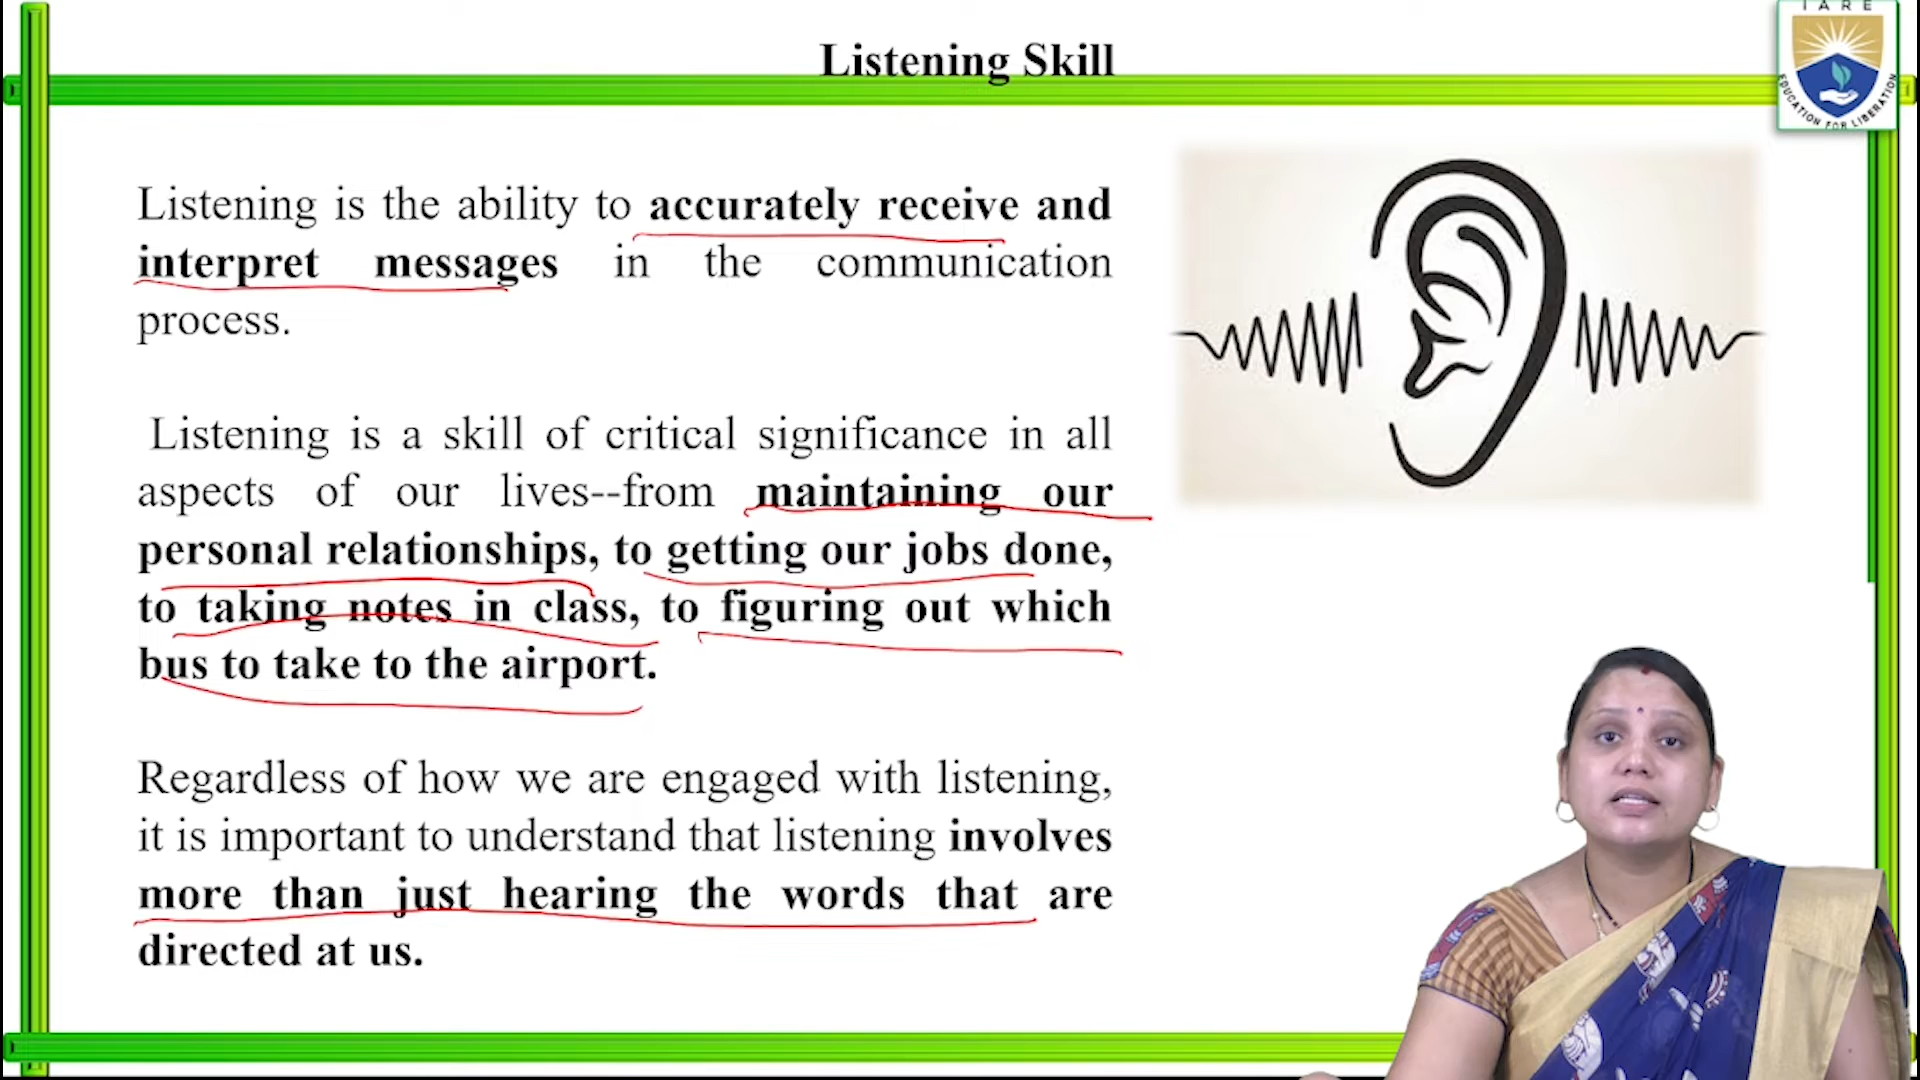 Listening Skill
IARE
EDUCATION FOR LIBERATION
Listening is the ability to accurately receive and
interpret messages in the communication
process.
Listening is a skill of critical significance in all
aspects of our lives--from maintaining our
personal relationships, to getting our jobs done,
to taking notes in class, to figuring out which
bus to take to the airport.
Regardless of how we are engaged with listening,
it is important to understand that listening involves
more than just hearing the words that are
directed at us.